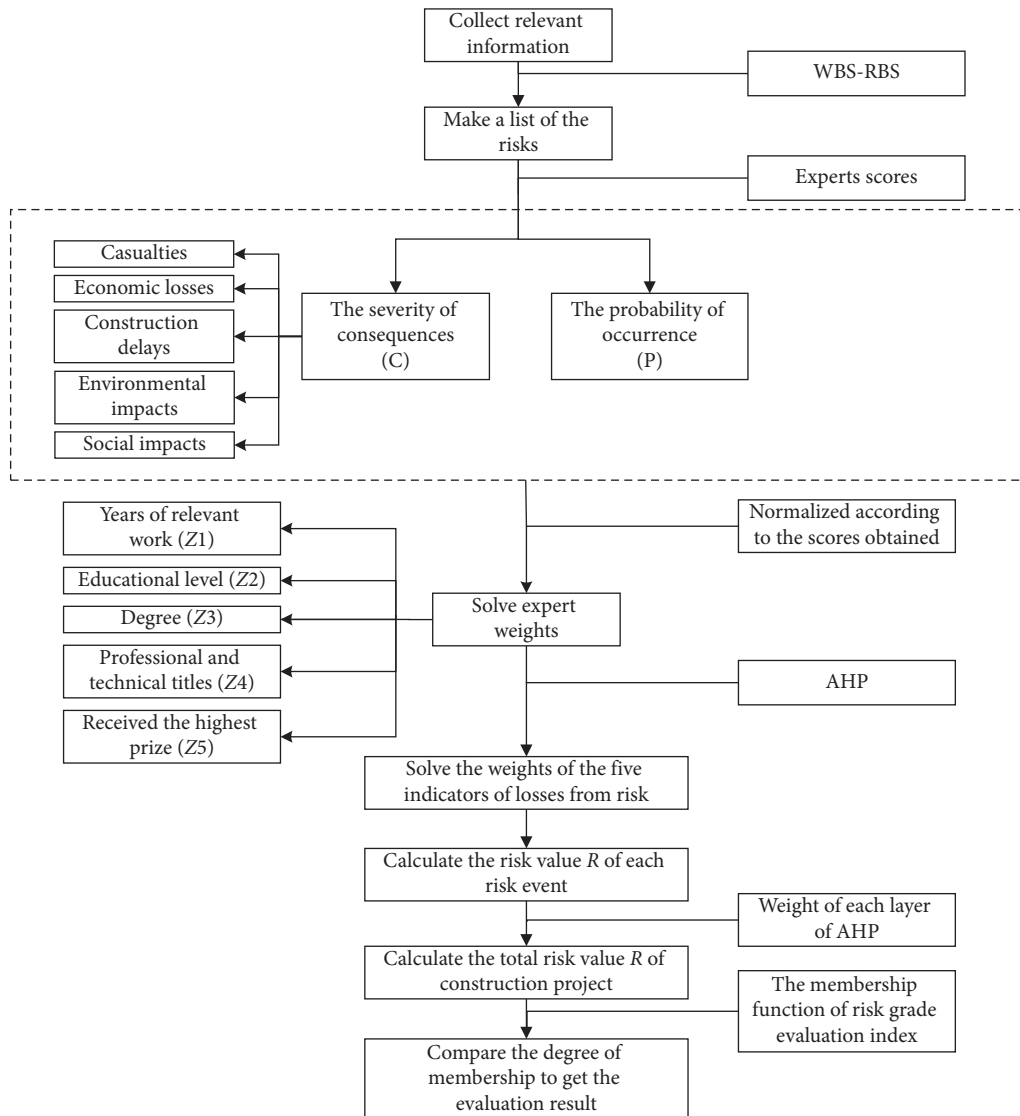 Collect relevant
information
WBS-RBS
Make a list of the
risks
Experts scores
Casualties
Economic losses
Construction
delays
Environmental
impacts
Social impacts
The severity of
consequences
(C)
The probability of
occurrence
(P)
Years of relevant
work (Z1)
Educational level (Z2)
Degree (Z3)
Professional and
technical titles (Z4)
Received the highest
prize (Z5)
Normalized according
to the scores obtained
Solve expert
weights
AHP
Solve the weights of the five
indicators of losses from risk
Calculate the risk value R of each
risk event
Weight of each layer
of AHP
Calculate the total risk value R of
construction project
The membership
function of risk grade
evaluation index
Compare the degree of
membership to get the
evaluation result